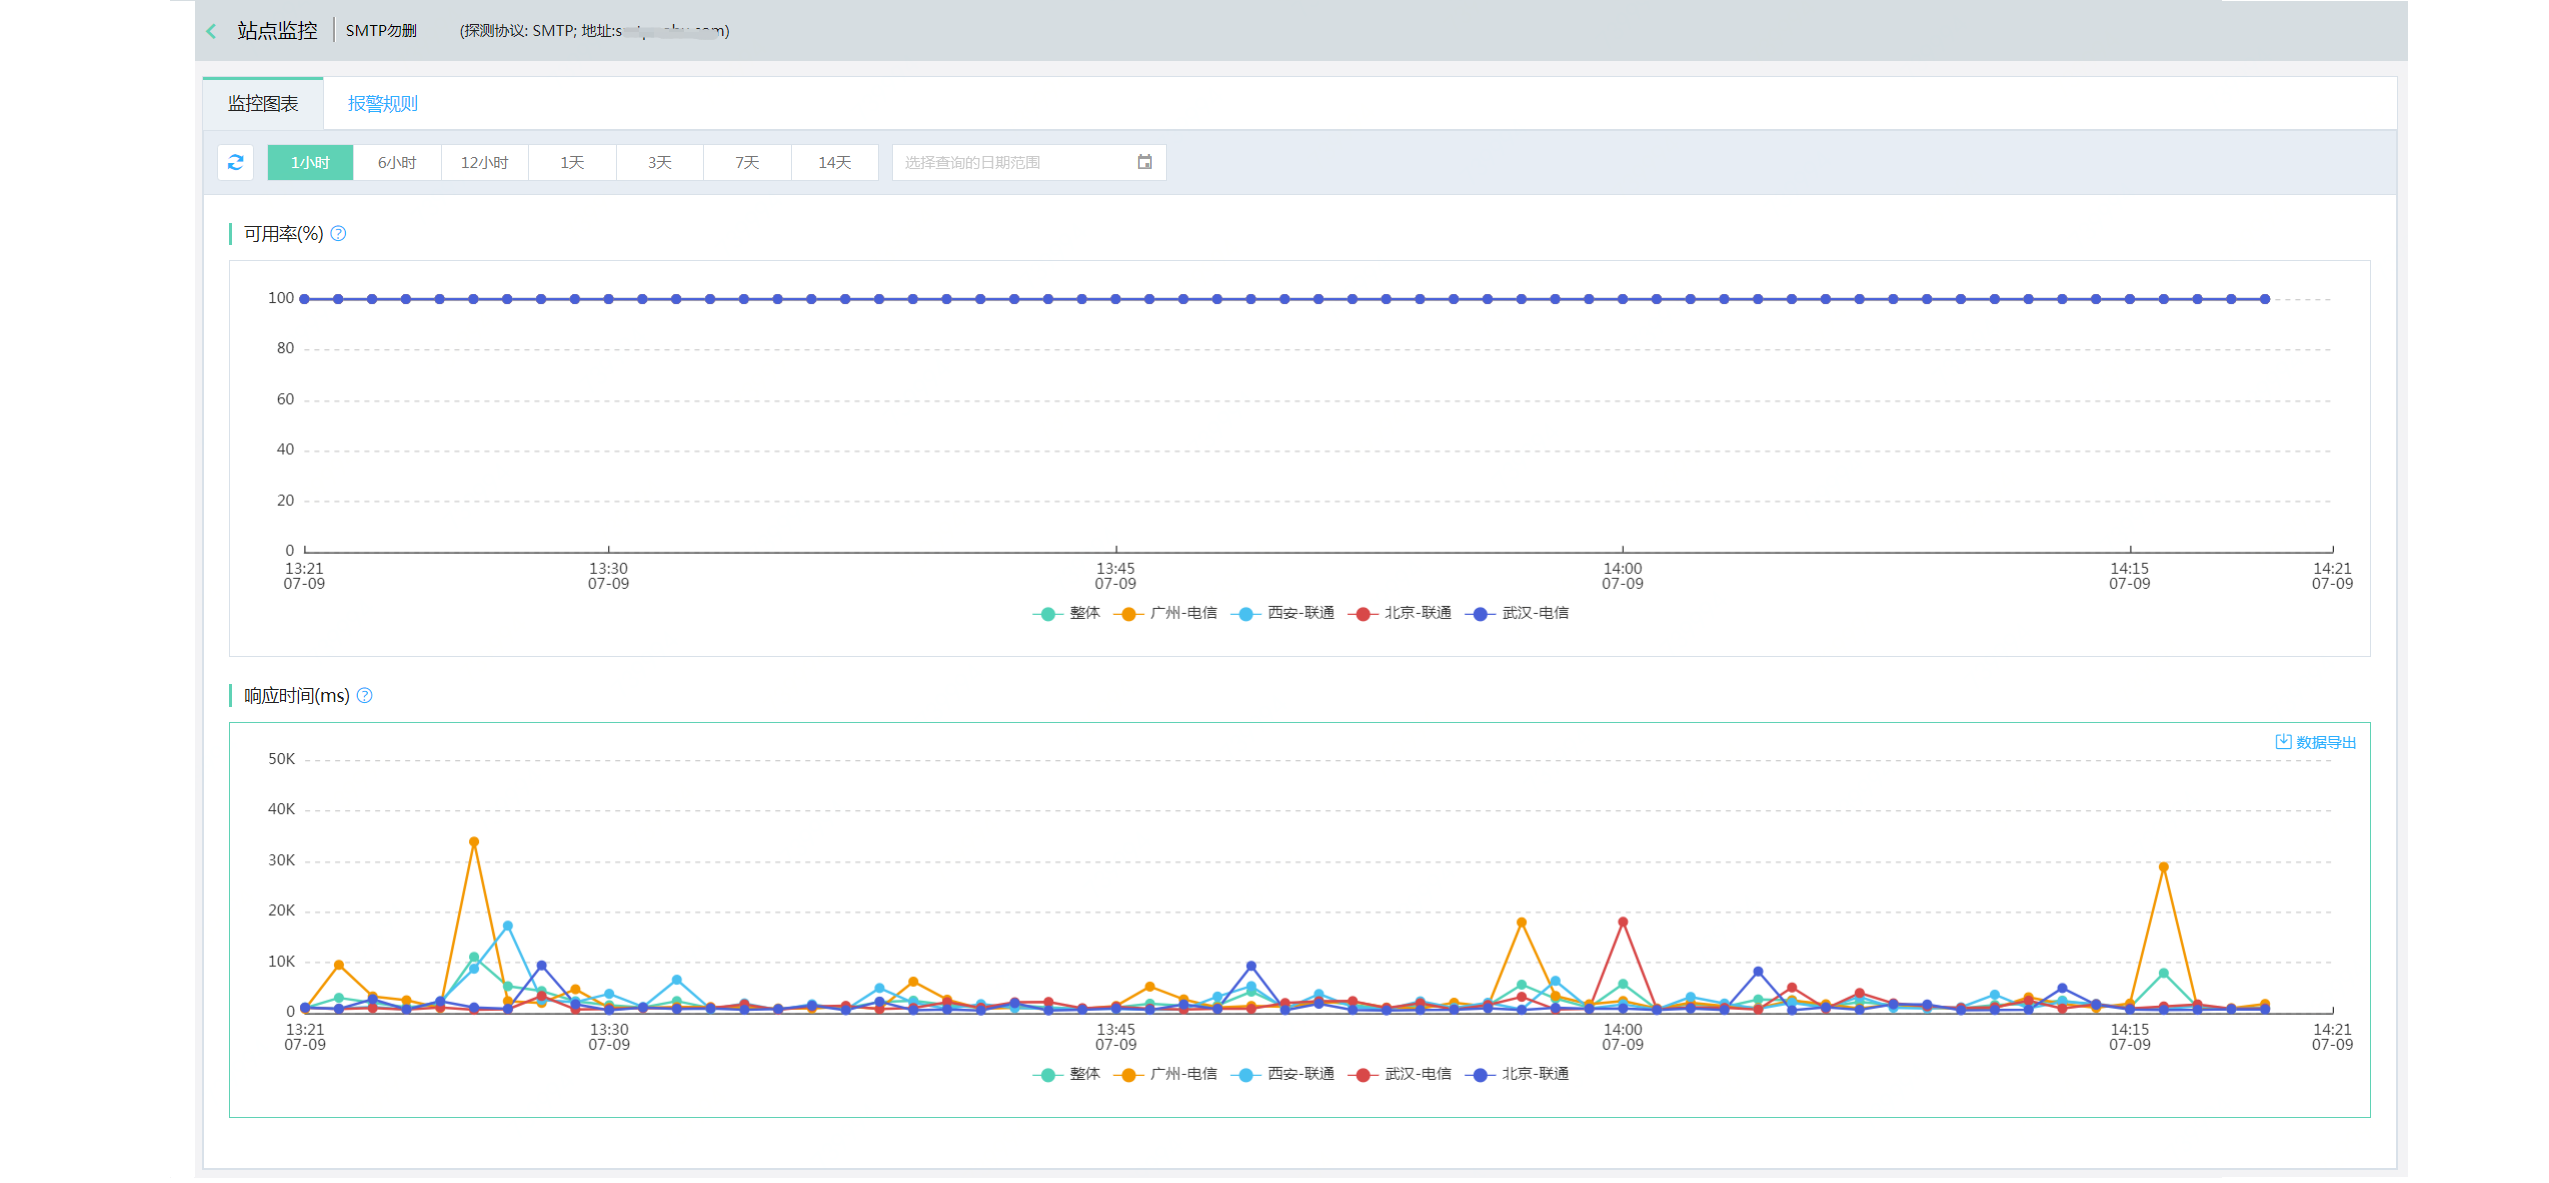 站点监控 SMTP勿删 (探测协议: SMTP; 地址:
监控图表 报警规则
1小时 6小时 12小时 1天 3天 7天 14天 选择查询的日期范围
可用率(%)
100
80
60
40
20
0
13:21 13:30 13:45 14:00 14:15 14:21
07-09 07-09 07-09 07-09 07-09 07-09
整体 广州-电信 西安-联通 北京-联通 武汉-电信
响应时间(ms)
数据导出
50K
40K
30K
20K
10K
0
13:21 13:30 13:45 14:00 14:15 14:21
07-09 07-09 07-09 07-09 07-09 07-09
整体 广州-电信 西安-联通 武汉-电信 北京-联通